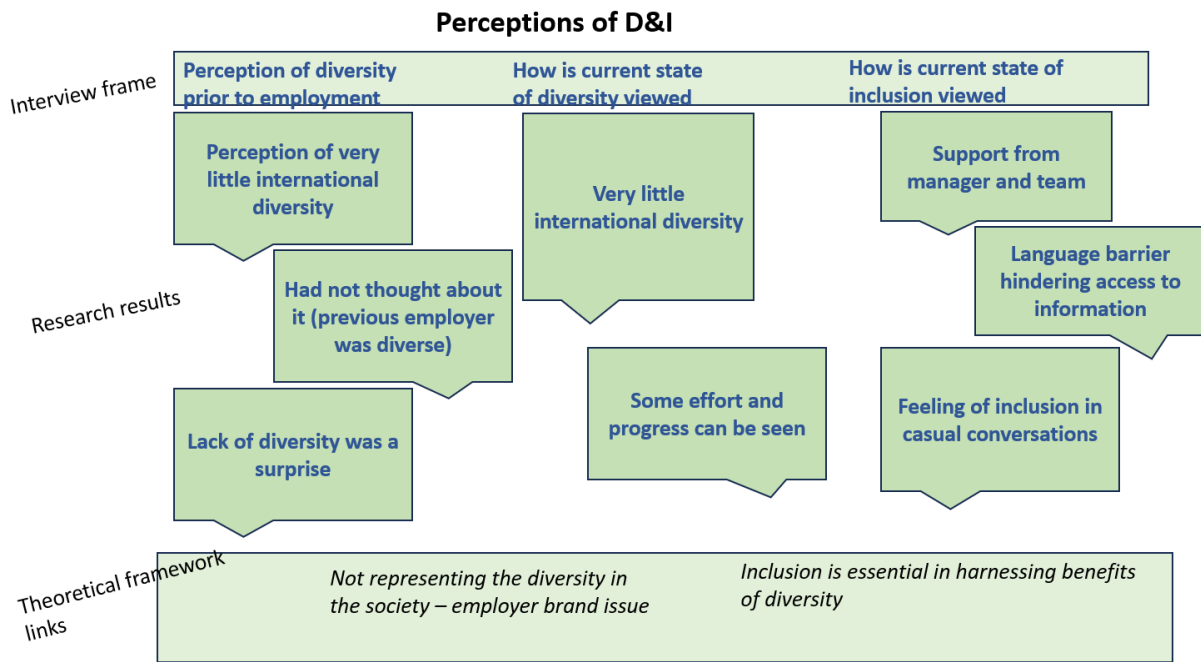 Perceptions of D&I
Interview frame
Perception of diversity
prior to employment
How is current state
of diversity viewed
How is current state of
inclusion viewed
Research results
Perception of very
little international
diversity
Had not thought about
it (previous employer
was diverse)
Lack of diversity was a
surprise
Very little
international diversity
Some effort and
progress can be seen
Support from
manager and team
Language barrier
hindering access to
information
Feeling of inclusion in
casual conversations
Theoretical framework
links
Not representing the diversity in
the society – employer brand issue
Inclusion is essential in harnessing benefits
of diversity